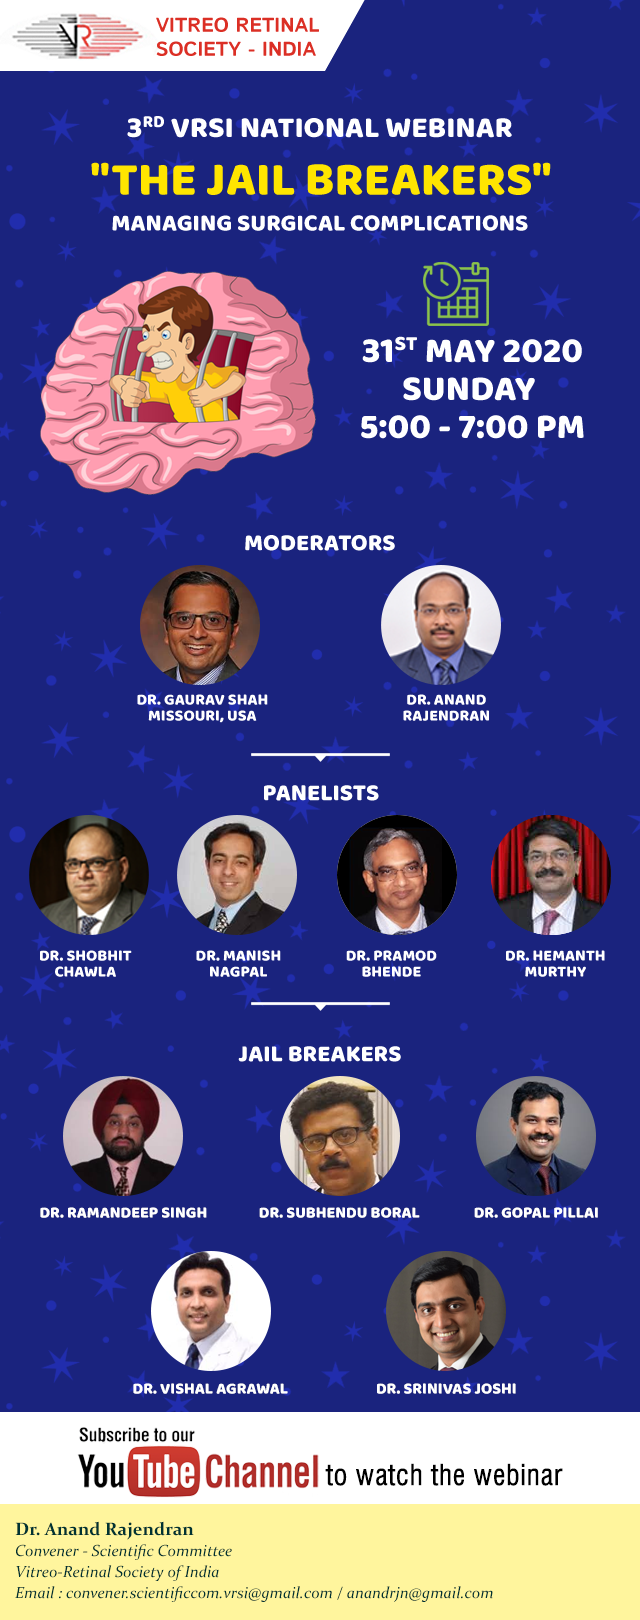 VR
VITREO RETINAL
SOCIETY - INDIA
3RD VRSI NATIONAL WEBINAR
"THE JAIL BREAKERS"
MANAGING SURGICAL COMPLICATIONS
31ST MAY 2020
SUNDAY
5:00 - 7:00 PM
MODERATORS
DR. GAURAV SHAH
MISSOURI, USA
DR. ANAND
RAJENDRAN
PANELISTS
DR. SHOBHIT
CHAWLA
DR. MANISH
NAGPAL
DR. PRAMOD
BHENDE
DR. HEMANTH
MURTHY
JAIL BREAKERS
DR. RAMANDEEP SINGH
DR. SUBHENDU BORAL
DR. GOPAL PILLAI
DR. VISHAL AGRAWAL
DR. SRINIVAS JOSHI
Subscribe to our
YouTube Channel to watch the webinar
Dr. Anand Rajendran
Convener - Scientific Committee
Vitreo-Retinal Society of India
Email : convener.scientificcom.vrsi@gmail.com / anandrjn@gmail.com